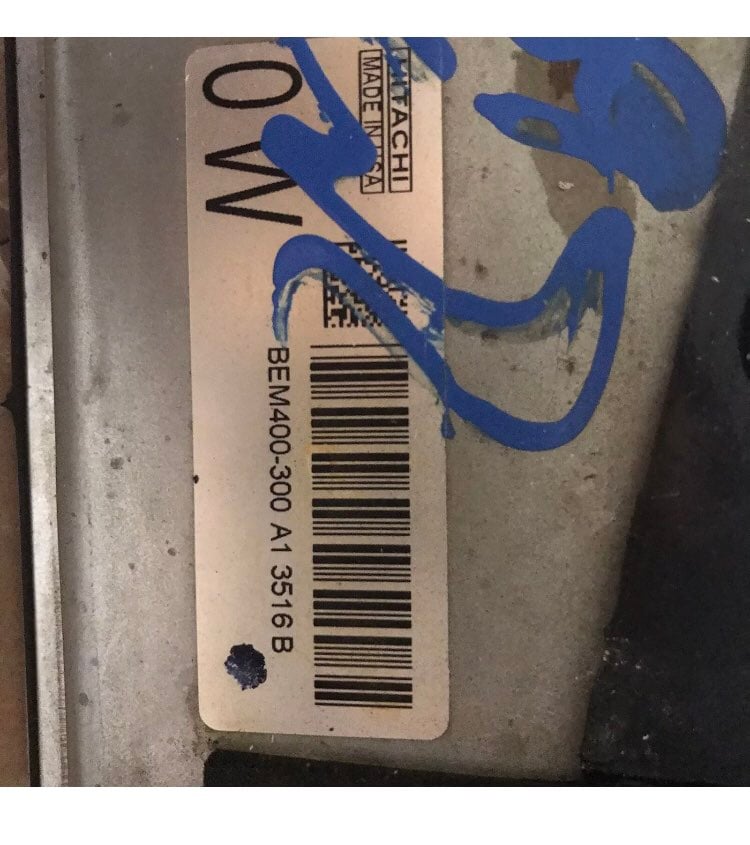 HITACHI
MADE IN USA
0W
BEM400-300 A1 3516 B